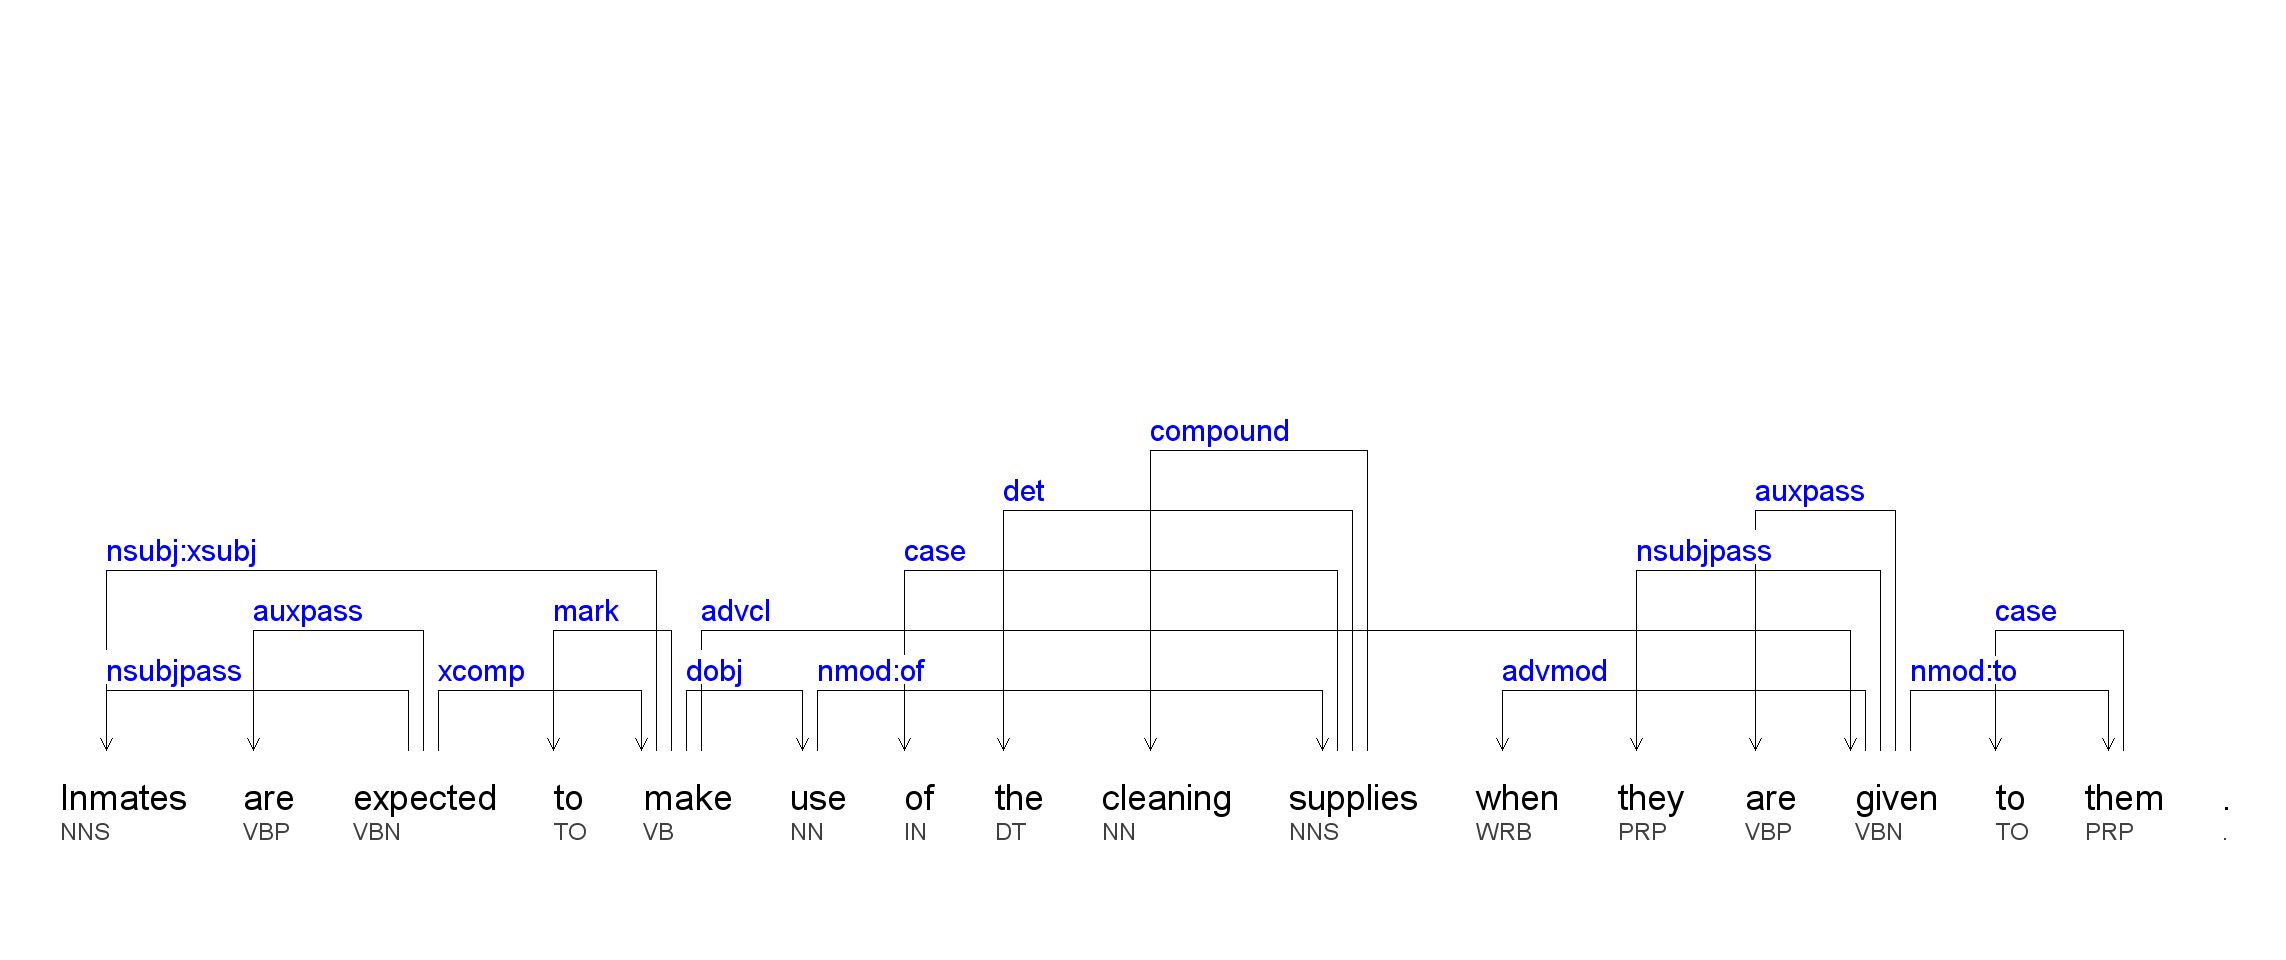 compound
det auxpass
nsubj:xsubj case nsubjpass
auxpass mark advcl case
nsubjpass xcomp dobj nmod:of advmod nmod:to
Inmates are expected to make use of the cleaning supplies when they are given to them .
NNS VBP VBN TO VB NN IN DT NN NNS WRB PRP VBP VBN TO PRP .